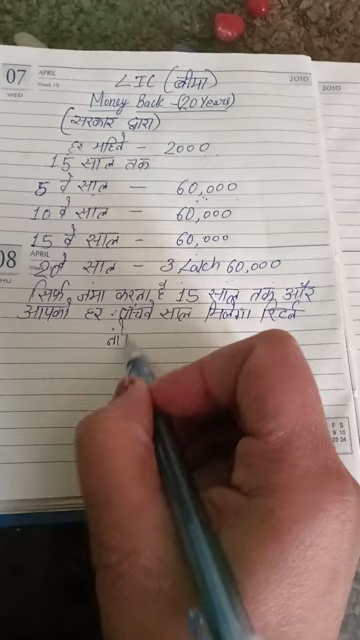 07
APRIL
Week 15
WED
2010
2010
LIC (बीमा)
Money Back - (20 Years)
(सरकार द्वारा)
हर महिने - 2000
15 साल तक
5 वे साल - 60,000
10 वे साल - 60,000
15 वे साल - 60,000
08
APRIL
साल - 3 Lakh 60,000
सिर्फ जमा करना है 15 साल तक और
आपको हर पाँचवे साल मिलेगा रिटर्न